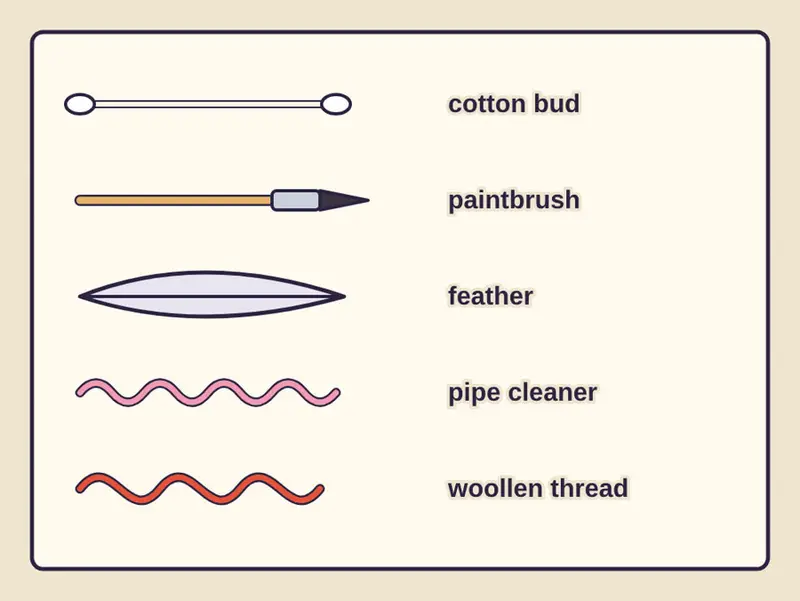 cotton bud
paintbrush
feather
pipe cleaner
woollen thread